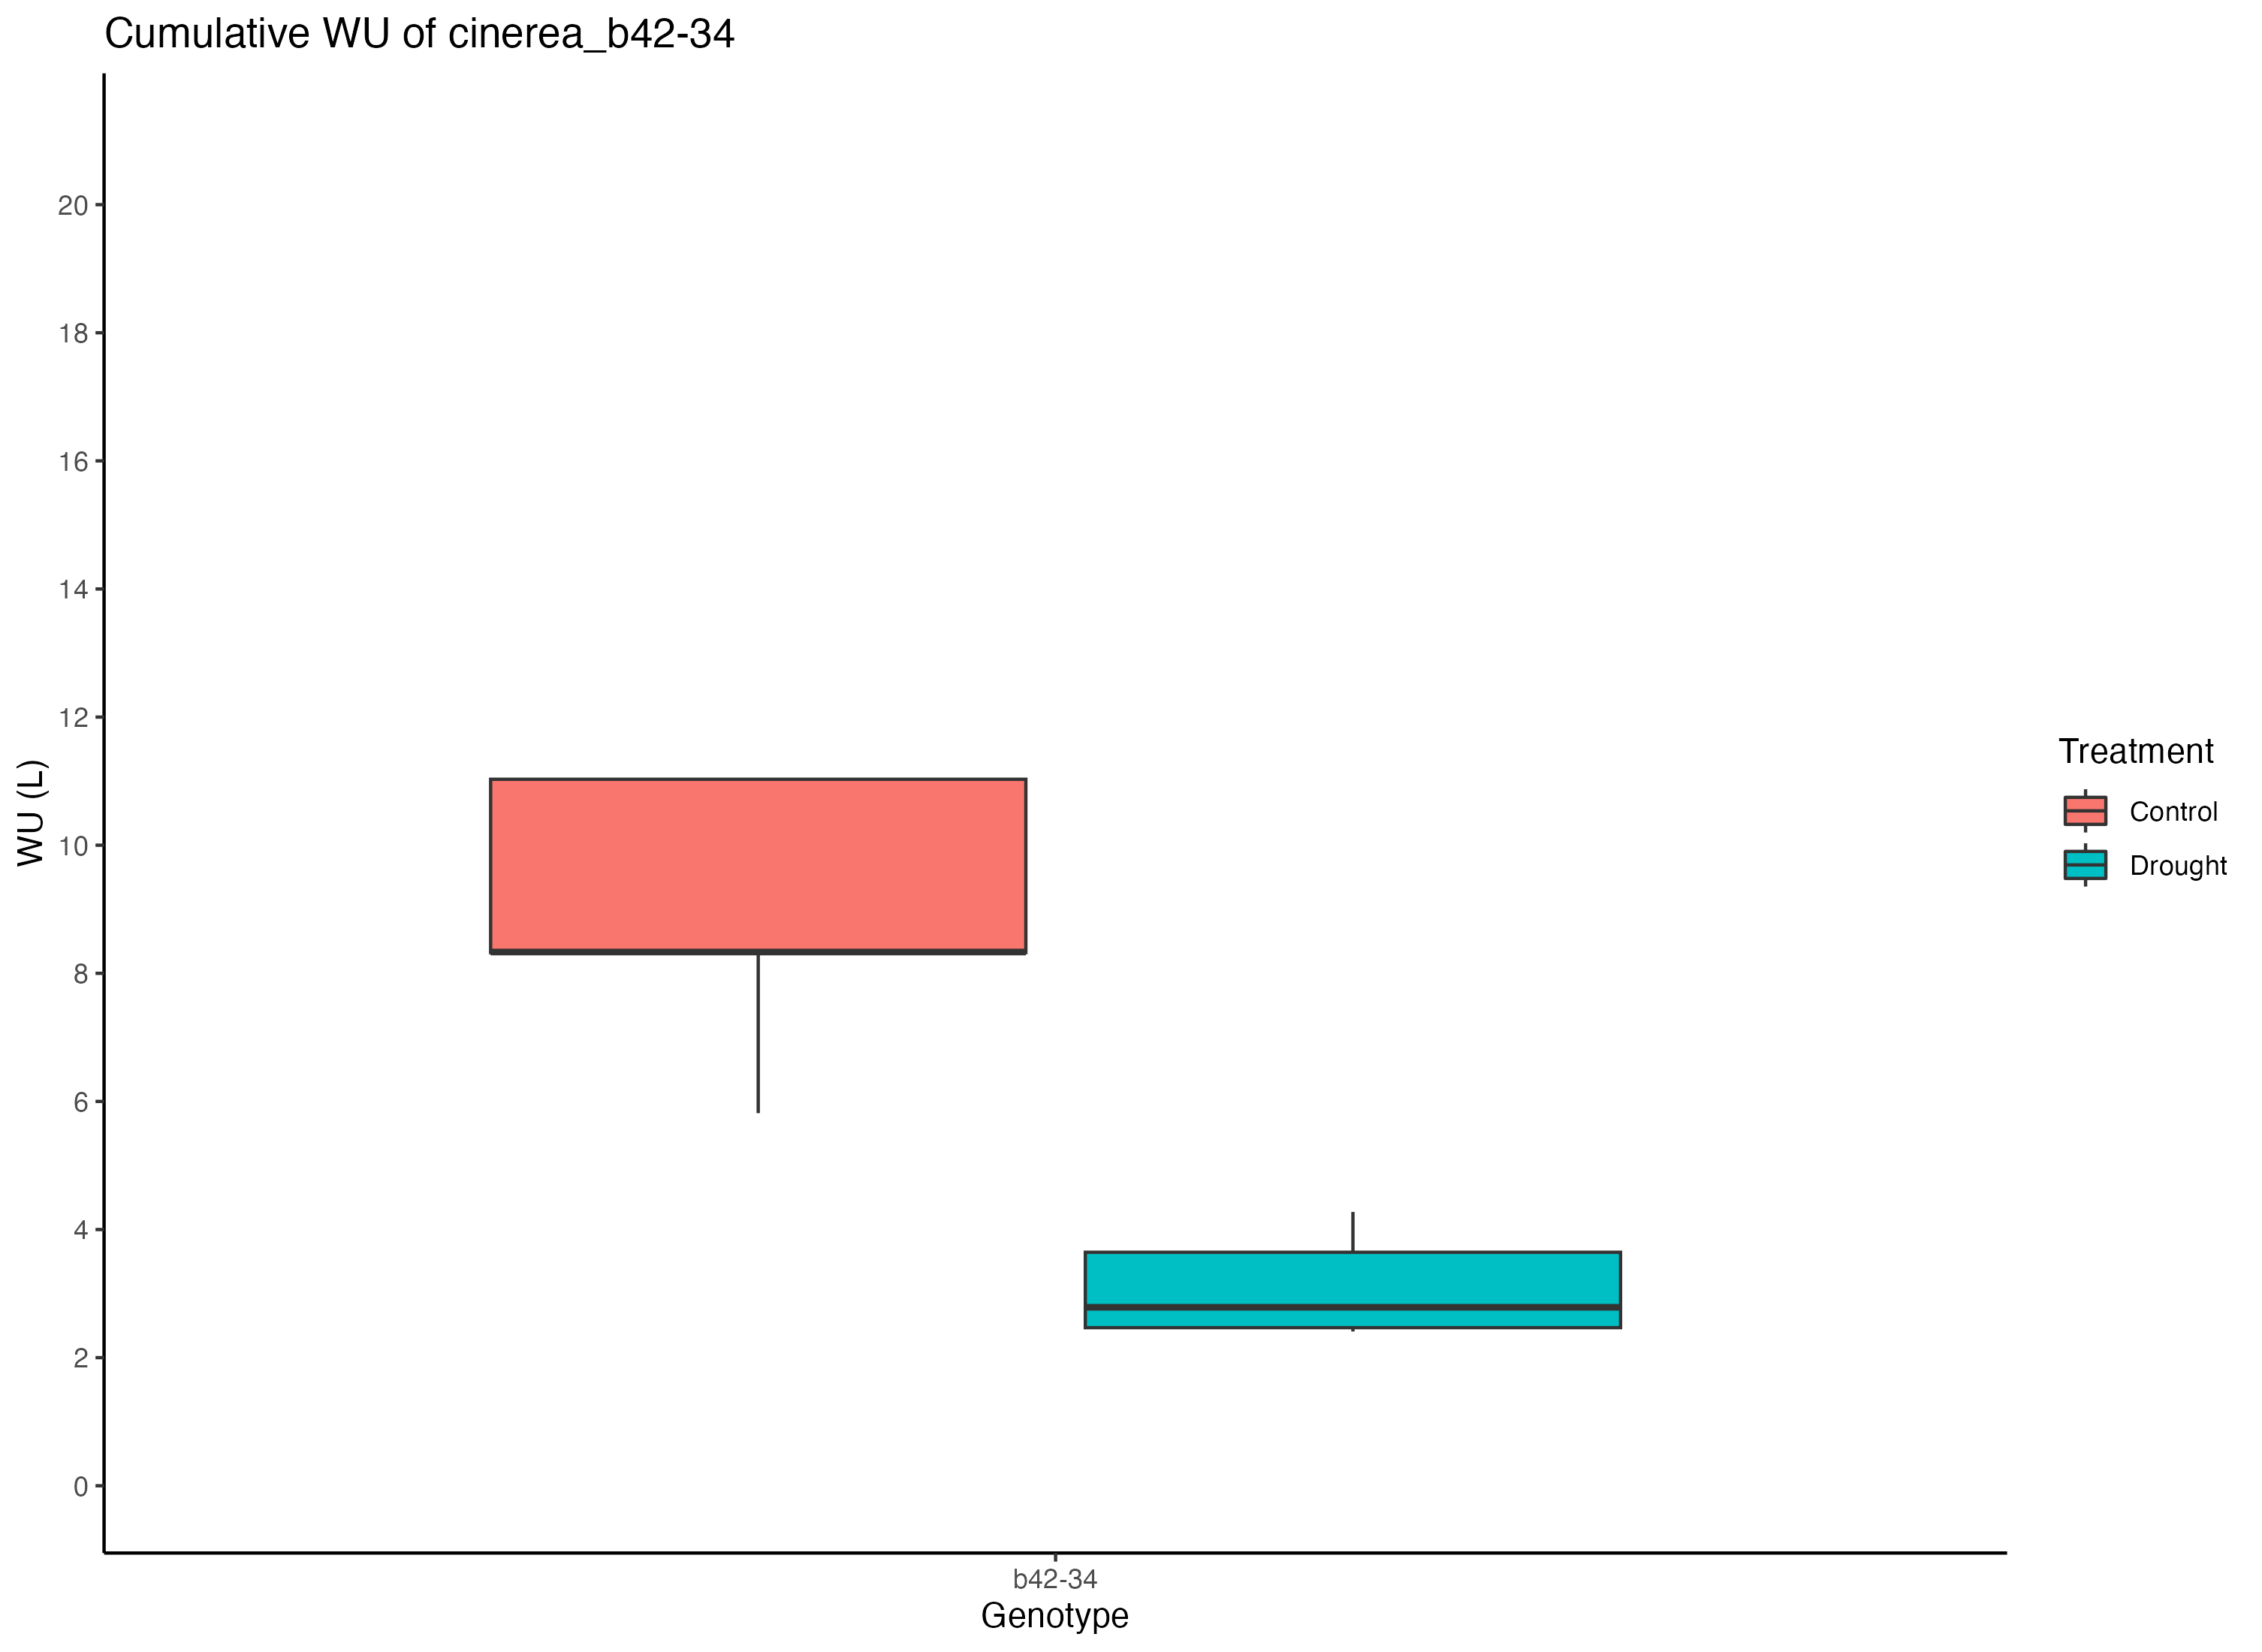 Cumulative WU of cinerea_b42-34
WU (L)
20
18
16
14
12
10
8
6
4
2
0
b42-34
Genotype
Treatment
Control
Drought